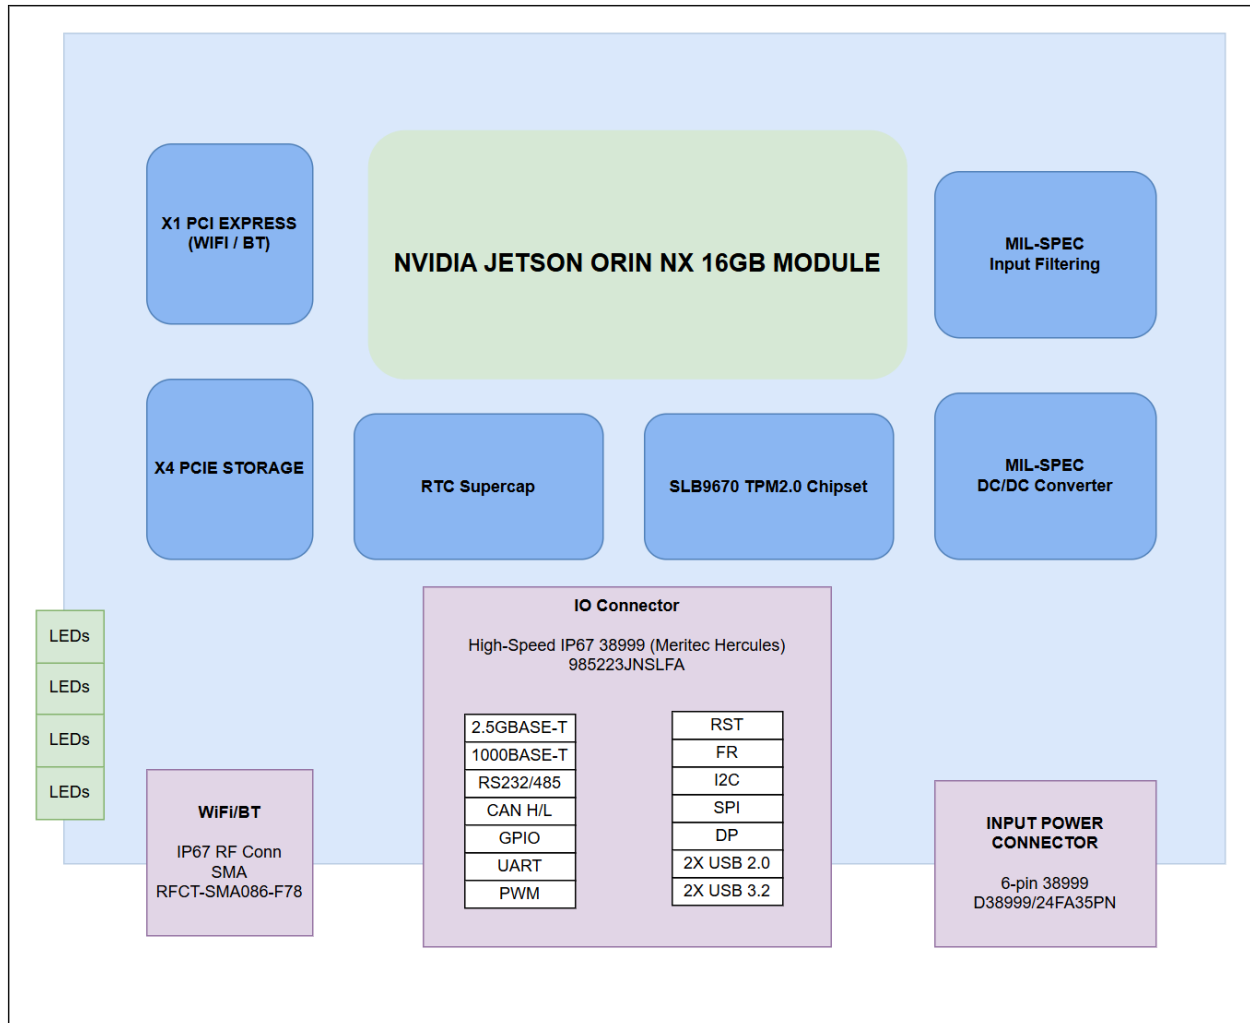 X1 PCI EXPRESS
(WIFI / BT)
NVIDIA JETSON ORIN NX 16GB MODULE
MIL-SPEC
Input Filtering
X4 PCIE STORAGE
RTC Supercap
SLB9670 TPM2.0 Chipset
MIL-SPEC
DC/DC Converter
LEDs
LEDs
LEDs
LEDs
WiFi/BT
IP67 RF Conn
SMA
RFCT-SMA086-F78
IO Connector
High-Speed IP67 38999 (Meritec Hercules)
985223JNSLFA
2.5GBASE-T
1000BASE-T
RS232/485
CAN H/L
GPIO
UART
PWM
RST
FR
I2C
SPI
DP
2X USB 2.0
2X USB 3.2
INPUT POWER
CONNECTOR
6-pin 38999
D38999/24FA35PN